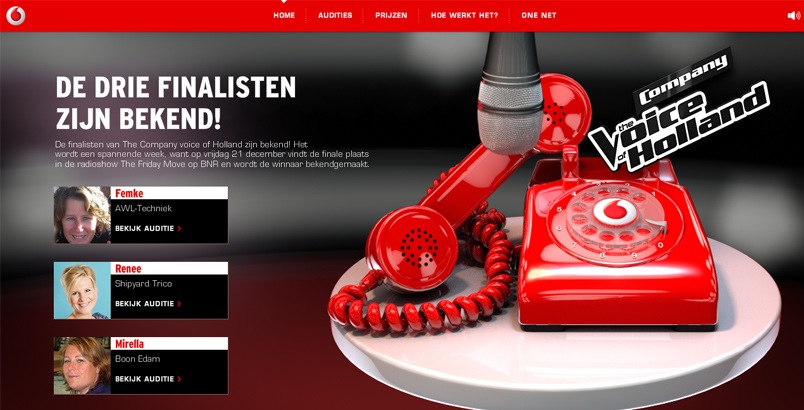 HOME
AUDITIES
PRIJZEN
HOE WERKT HET?
ONE NET
DE DRIE FINALISTEN
ZIJN BEKEND!
De finalisten van The Company voice of Holland zijn bekend! Het
wordt een spannende week, want op vrijdag 21 december vindt de finale plaats
in de radioshow The Friday Move op BNR en wordt de winnaar bekendgemaakt.
Femke
AWL-Techniek
BEKIJK AUDITIE >
Renee
Shipyard Trico
BEKIJK AUDITIE >
Mirella
Boon Edam
BEKIJK AUDITIE >
Company
the
Voice
of Holland